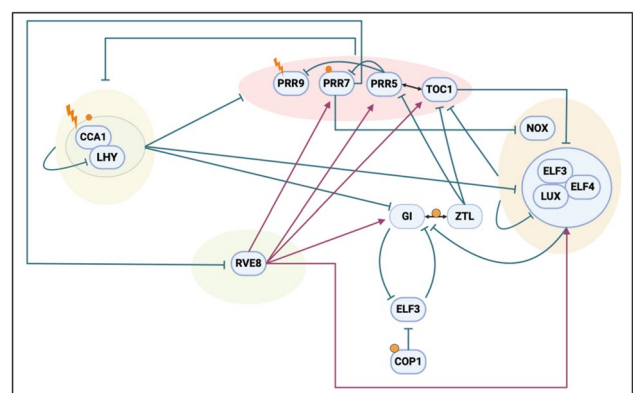 PRR9
PRR7
PRR5
TOC1
NOX
CCA1
LHY
ELF3
ELF4
LUX
GI
ZTL
RVE8
ELF3
COP1